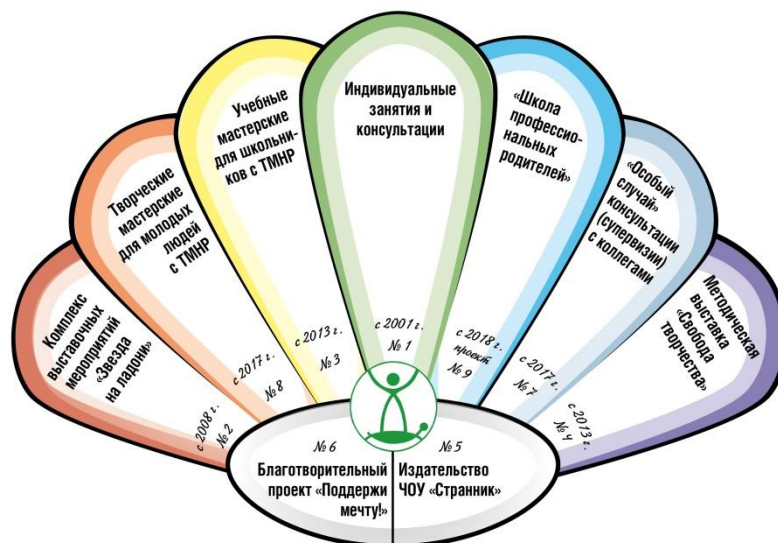 Комплекс
выставочных
мероприятий
«Звезда
на ладони»
с 2008 г.
№ 2
Творческие
мастерские
для молодых
людей
с ТМНР
с 2017 г.
№ 8
Учебные
мастерские
для школьни-
ков с ТМНР
с 2013 г.
№ 3
Индивидуальные
занятия и
консультации
с 2001 г.
№ 1
«Школа
профессио-
нальных
родителей»
с 2018 г.
проект
№ 9
«Особый
случай»
консультации
(супервизии)
с коллегами
с 2017 г.
№ 7
Методическая
выставка
«Свобода
творчества»
с 2013 г.
№ 4
№ 6
Благотворительный
проект «Поддержи
мечту!»
№ 5
Издательство
ЧОУ «Странник»